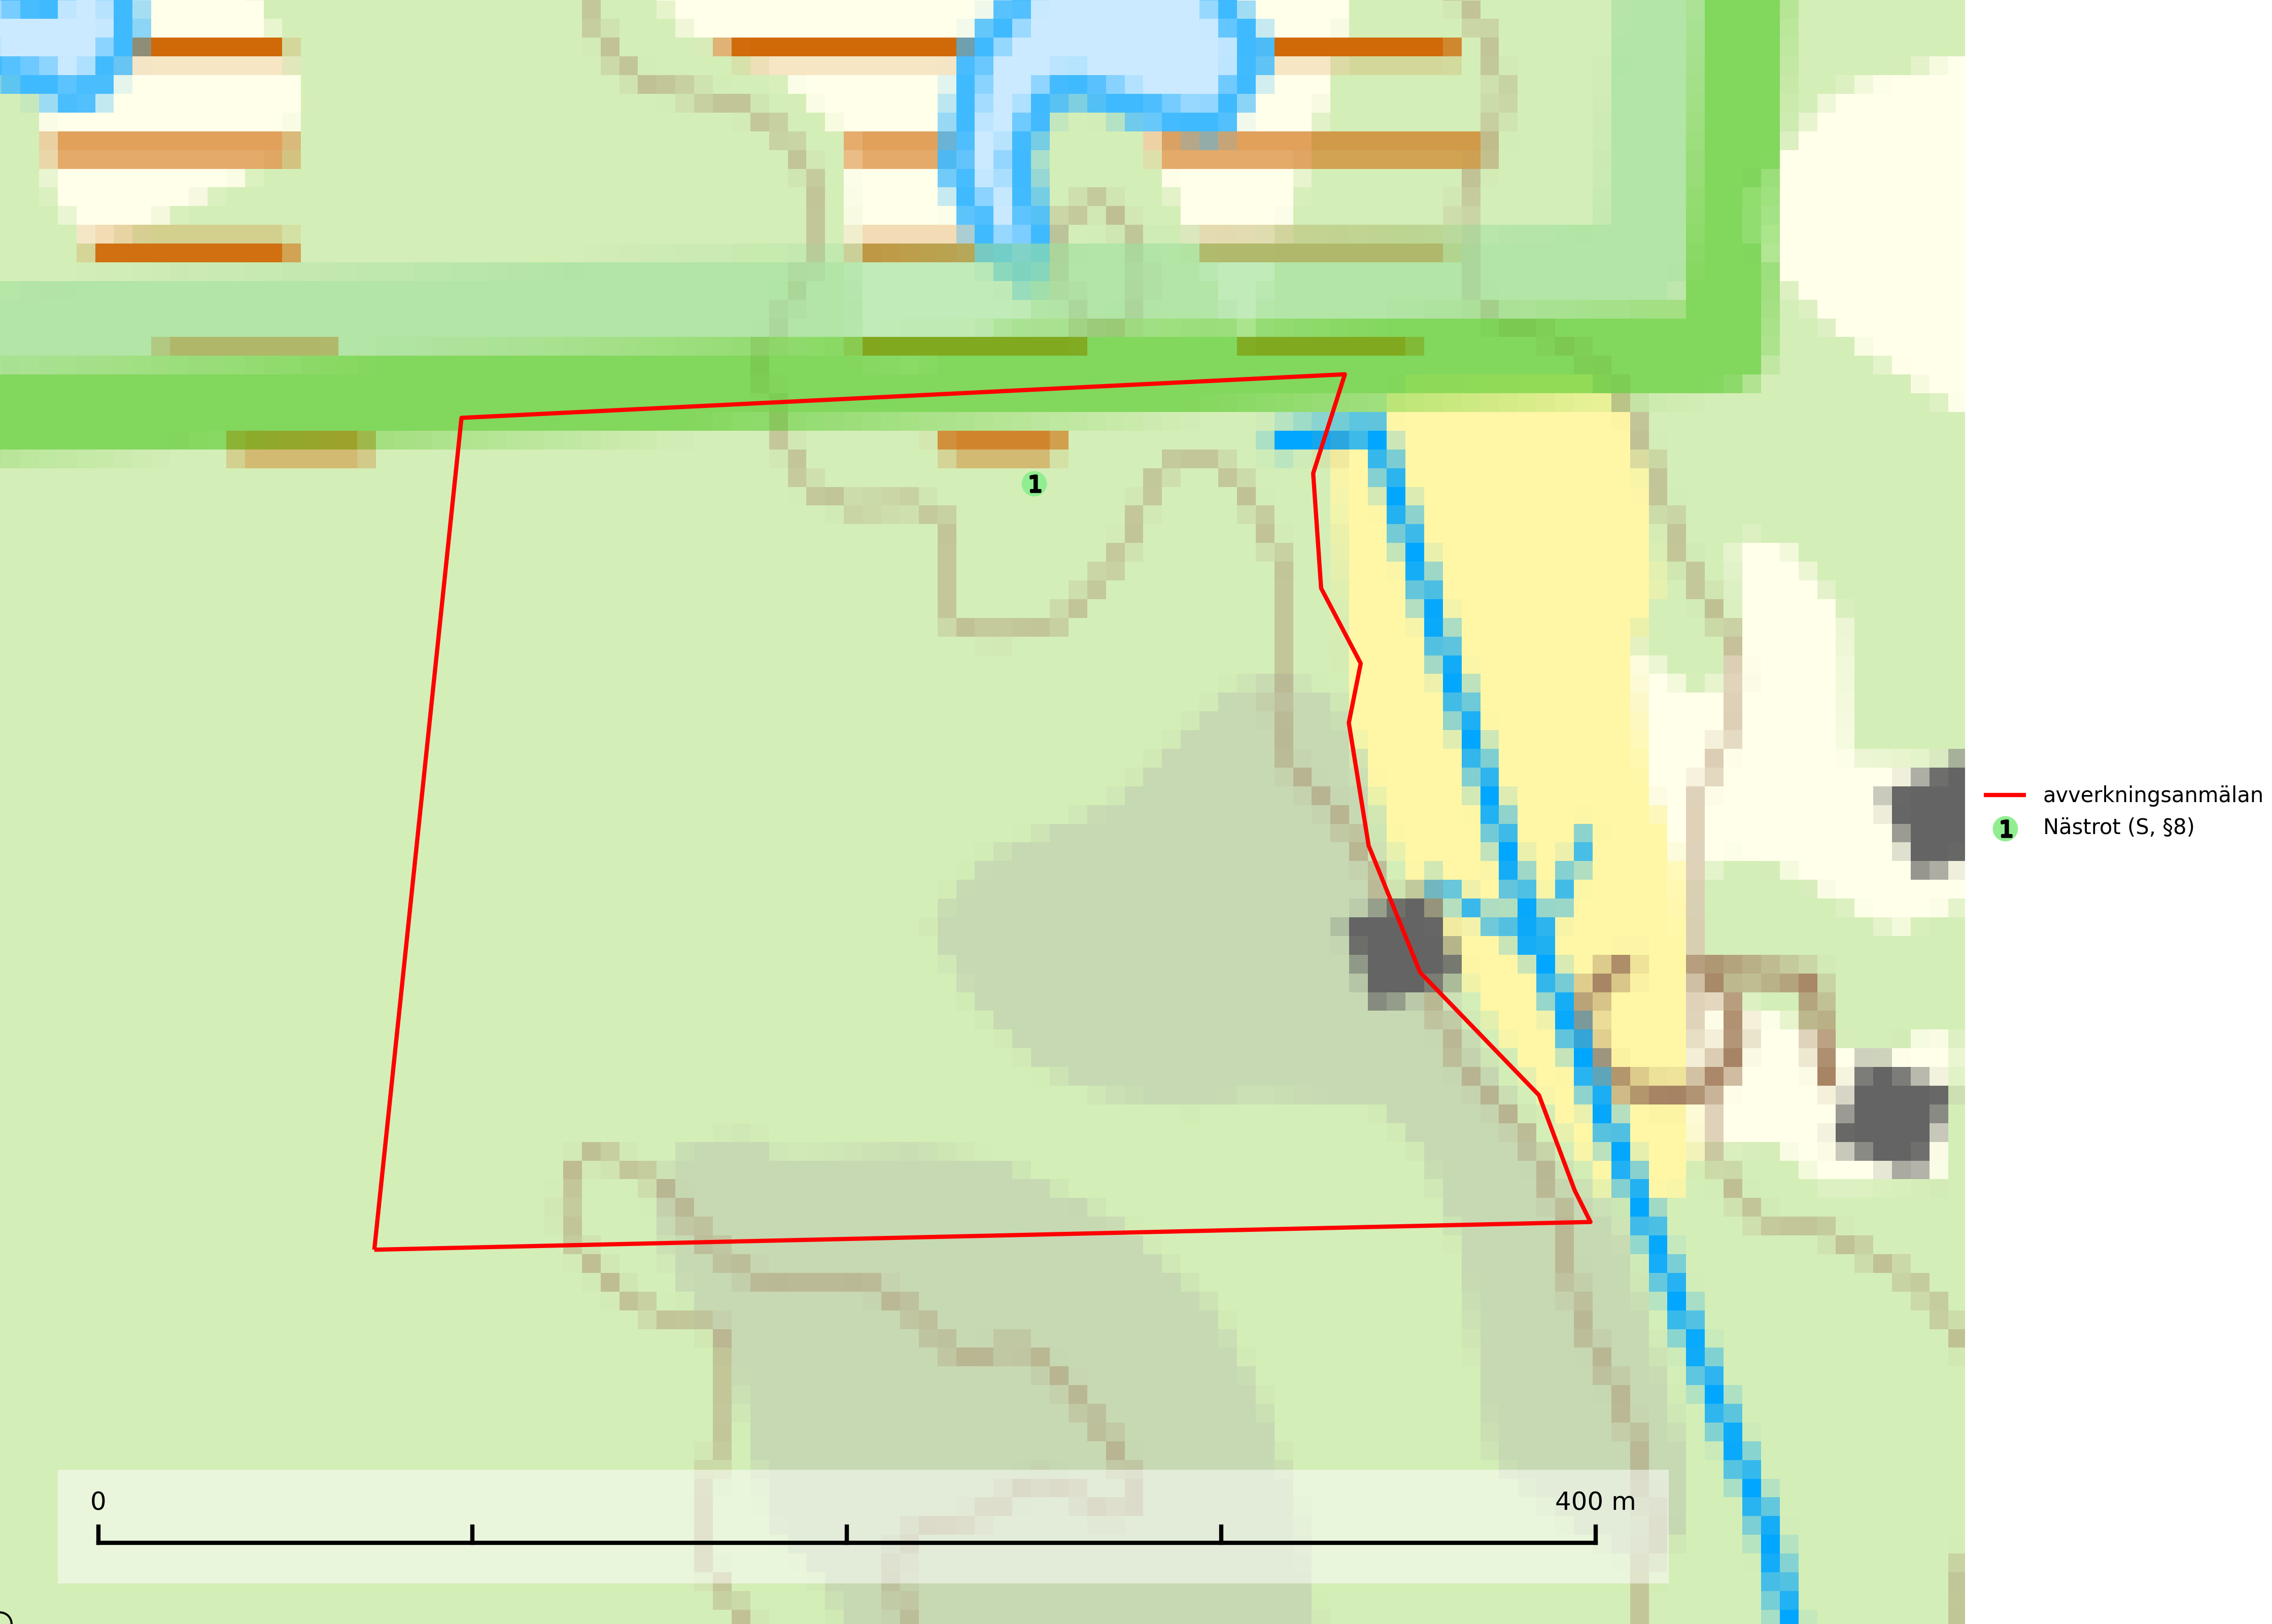 1
avverkningsanmälan
1 Nästrot (S, §8)
0 400 m